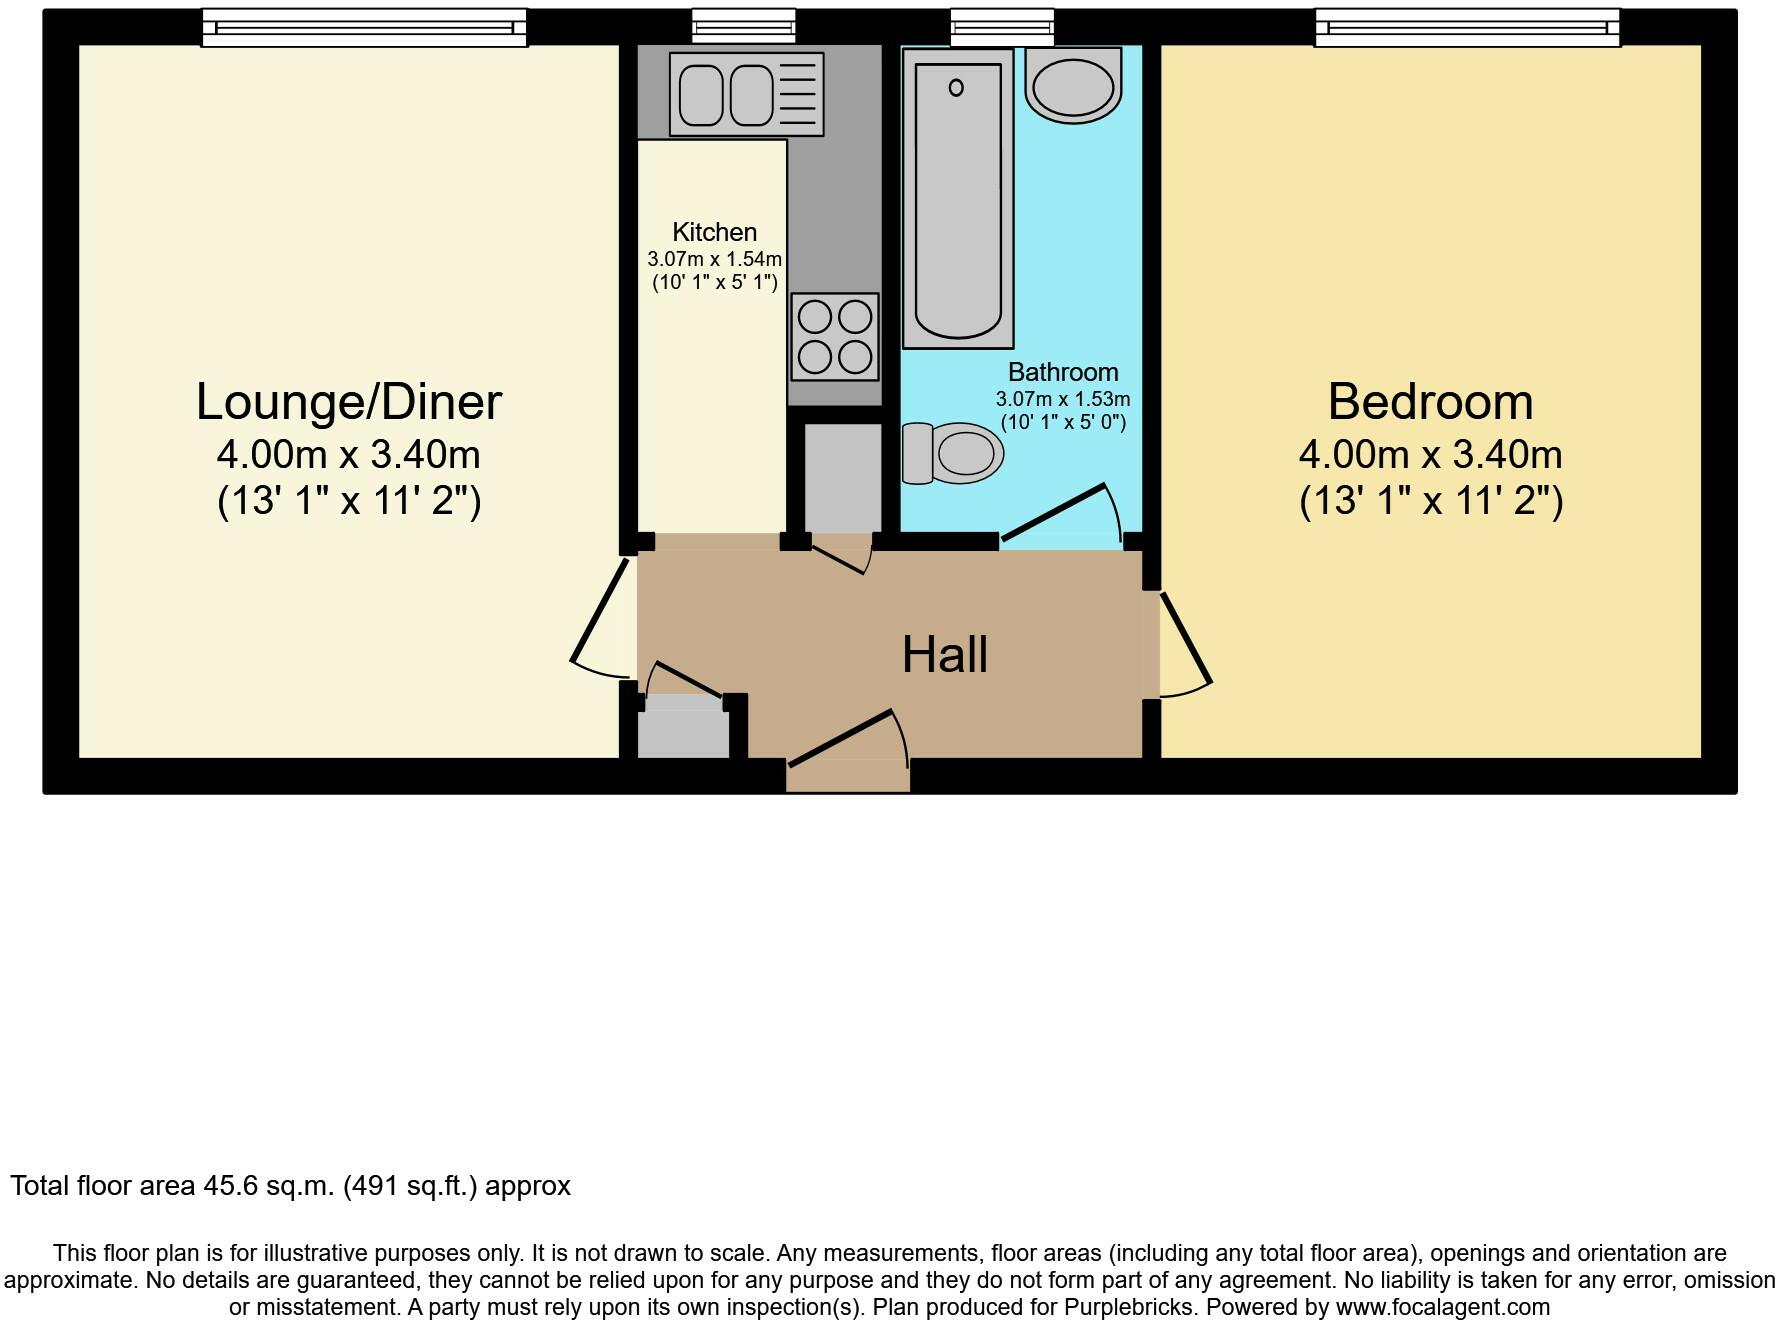 Kitchen
3.07m x 1.54m
(10' 1" x 5' 1")
Lounge/Diner
4.00m x 3.40m
(13' 1" x 11' 2")
Bathroom
3.07m x 1.53m
(10' 1" x 5' 0")
Bedroom
4.00m x 3.40m
(13' 1" x 11' 2")
Hall
Total floor area 45.6 sq.m. (491 sq.ft.) approx
This floor plan is for illustrative purposes only. It is not drawn to scale. Any measurements, floor areas (including any total floor area), openings and orientation are
approximate. No details are guaranteed, they cannot be relied upon for any purpose and they do not form part of any agreement. No liability is taken for any error, omission
or misstatement. A party must rely upon its own inspection(s). Plan produced for Purplebricks. Powered by www.focalagent.com